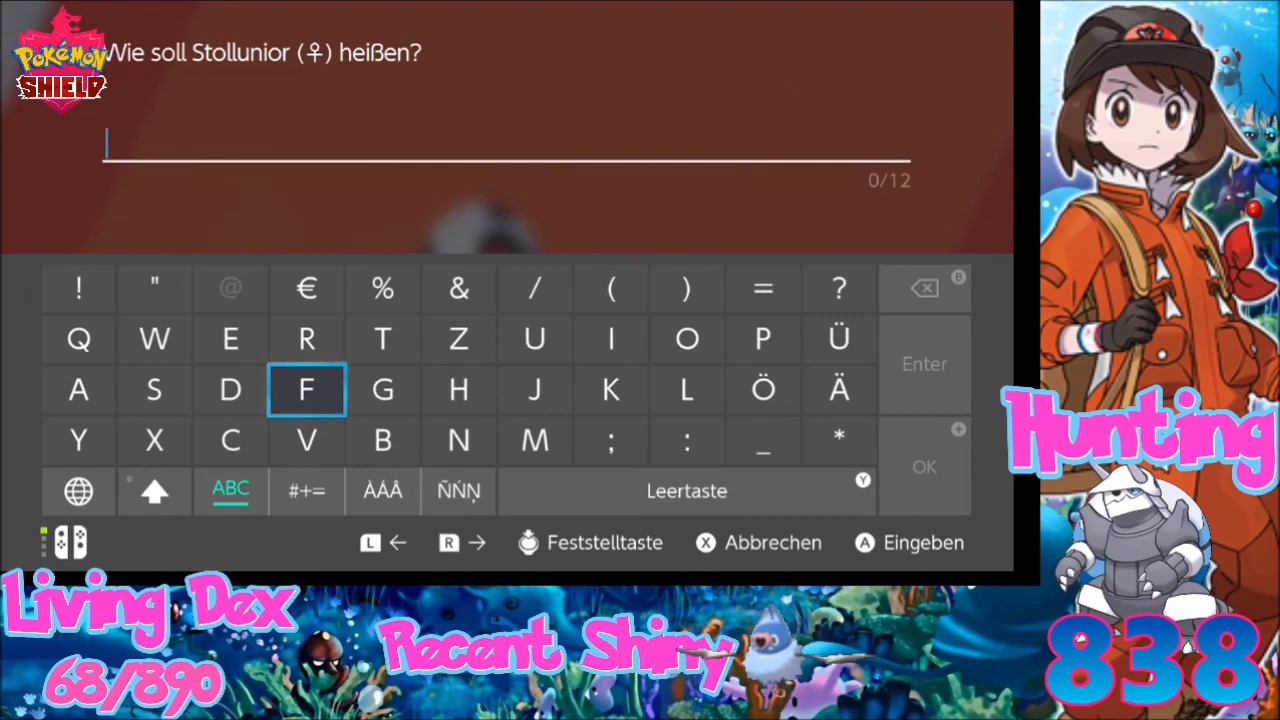 POKéMON
SHIELD
Wie soll Stollunior (♀) heißen?
0/12
! " @ € % & / ( ) = ?
B
Q W E R T Z U I O P Ü
Enter
A S D F G H J K L Ö Ä
Y X C V B N M ; : _ *
+
OK
ABC #+= ÀÁÂ ÑŃŅ Leertaste Y
L ← R → Feststelltaste X Abbrechen A Eingeben
Hunting
838
Living Dex
68/890
Recent Shiny